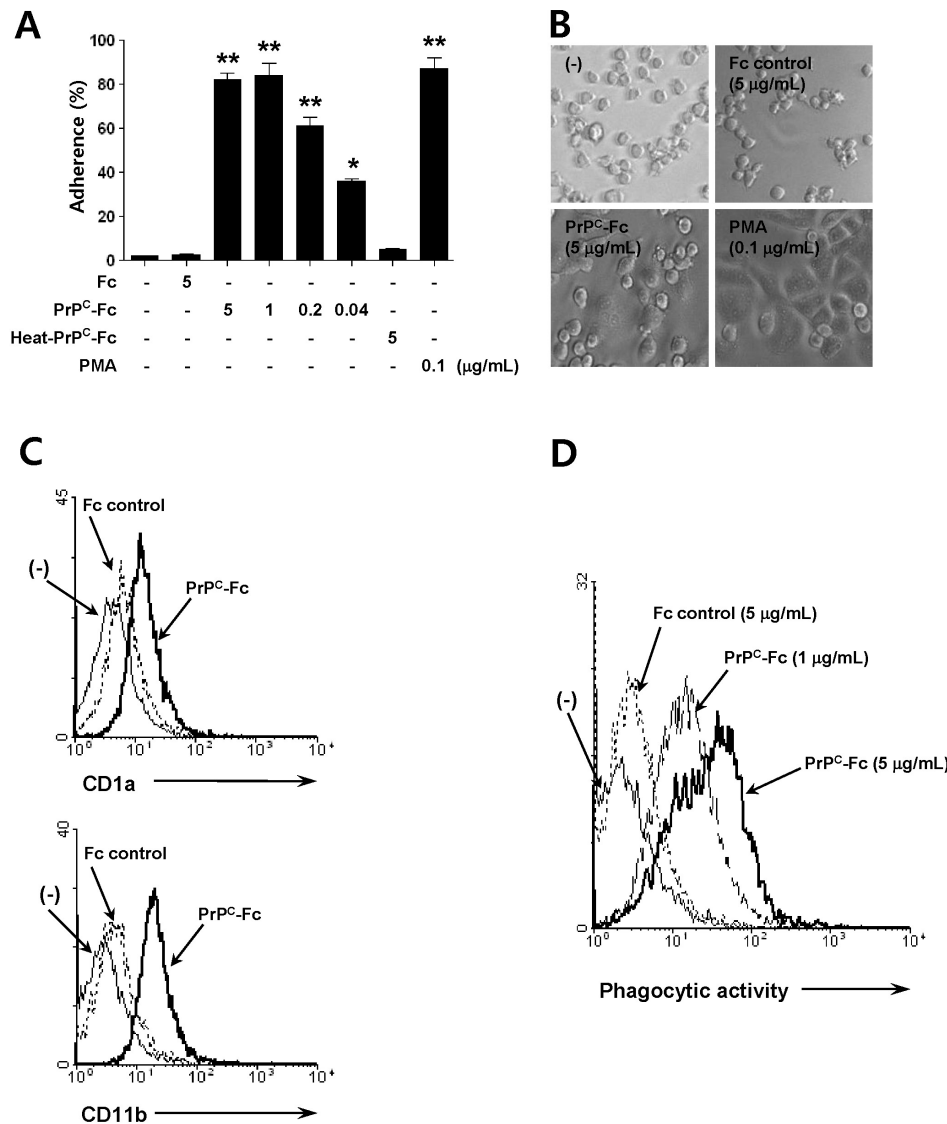 A
100
80
60
40
20
0
Adherence (%)
** ** ** * **
Fc - 5 - - - - - -
PrPC-Fc - - 5 1 0.2 0.04 - -
Heat-PrPC-Fc - - - - - - 5 -
PMA - - - - - - - 0.1 (μg/mL)
B
(-)
Fc control
(5 μg/mL)
PrPC-Fc
(5 μg/mL)
PMA
(0.1 μg/mL)
C
45
0
Fc control
(-)
PrPC-Fc
10⁰ 10¹ 10² 10³ 10⁴
CD1a
40
0
Fc control
(-)
PrPC-Fc
10⁰ 10¹ 10² 10³ 10⁴
CD11b
D
32
0
Fc control (5 μg/mL)
PrPC-Fc (1 μg/mL)
(-)
PrPC-Fc (5 μg/mL)
10⁰ 10¹ 10² 10³ 10⁴
Phagocytic activity